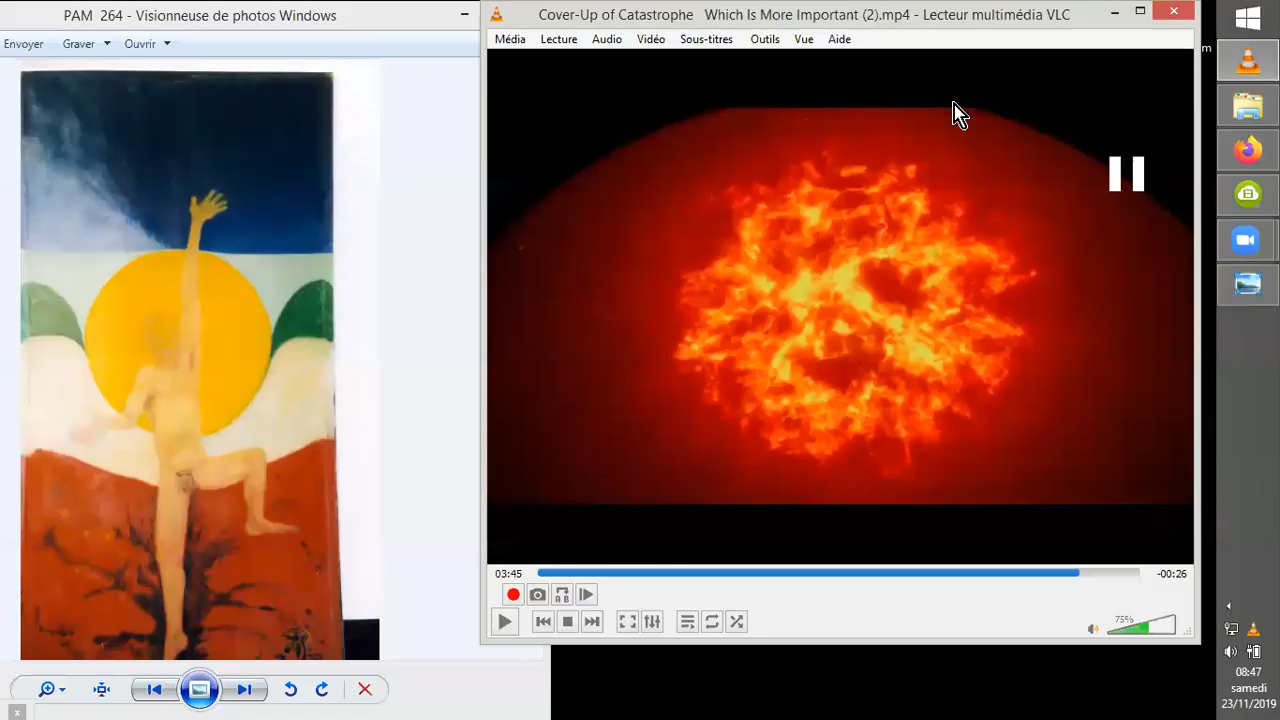 PAM 264 - Visionneuse de photos Windows
Envoyer Graver Ouvrir
Cover-Up of Catastrophe Which Is More Important (2).mp4 - Lecteur multimédia VLC
Média Lecture Audio Vidéo Sous-titres Outils Vue Aide
m
03:45 -00:26
75%
08:47
samedi
23/11/2019